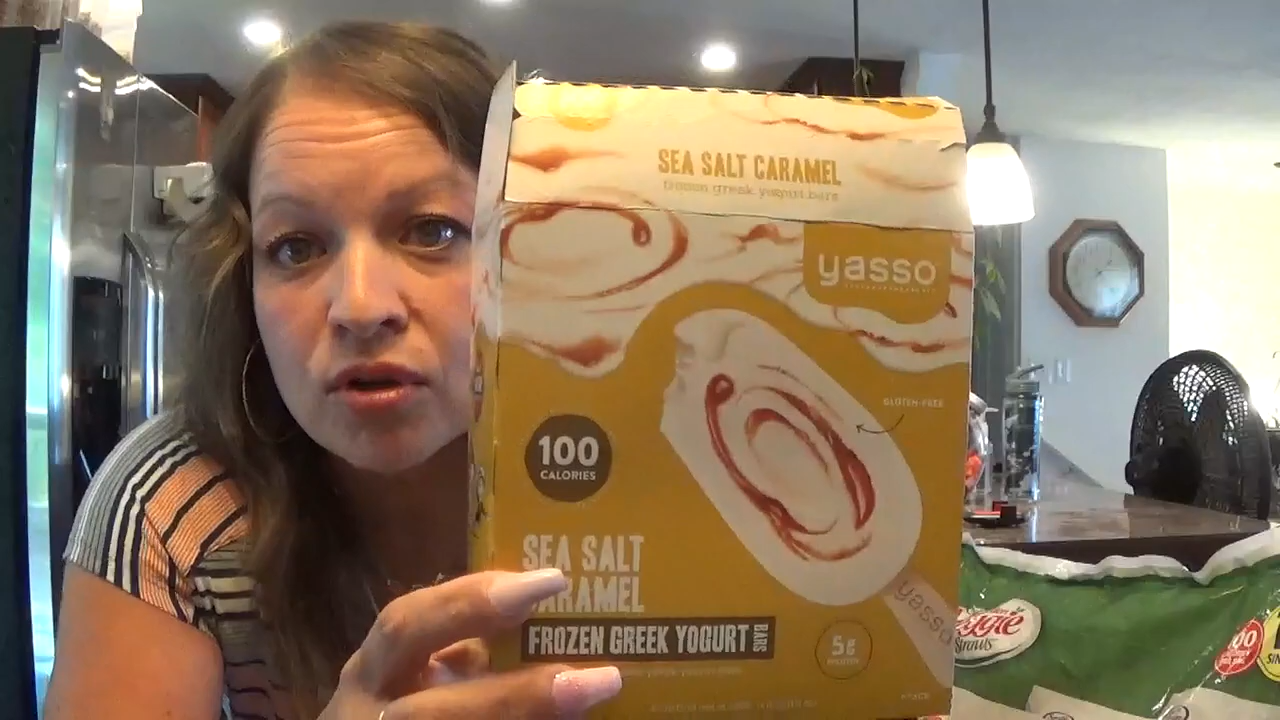 SEA SALT CARAMEL
frozen greek yogurt bars
yasso
GLUTEN-FREE
100
CALORIES
SEA SALT
CARAMEL
FROZEN GREEK YOGURT BARS
5g
PROTEIN
yasso
Veggie
Straws